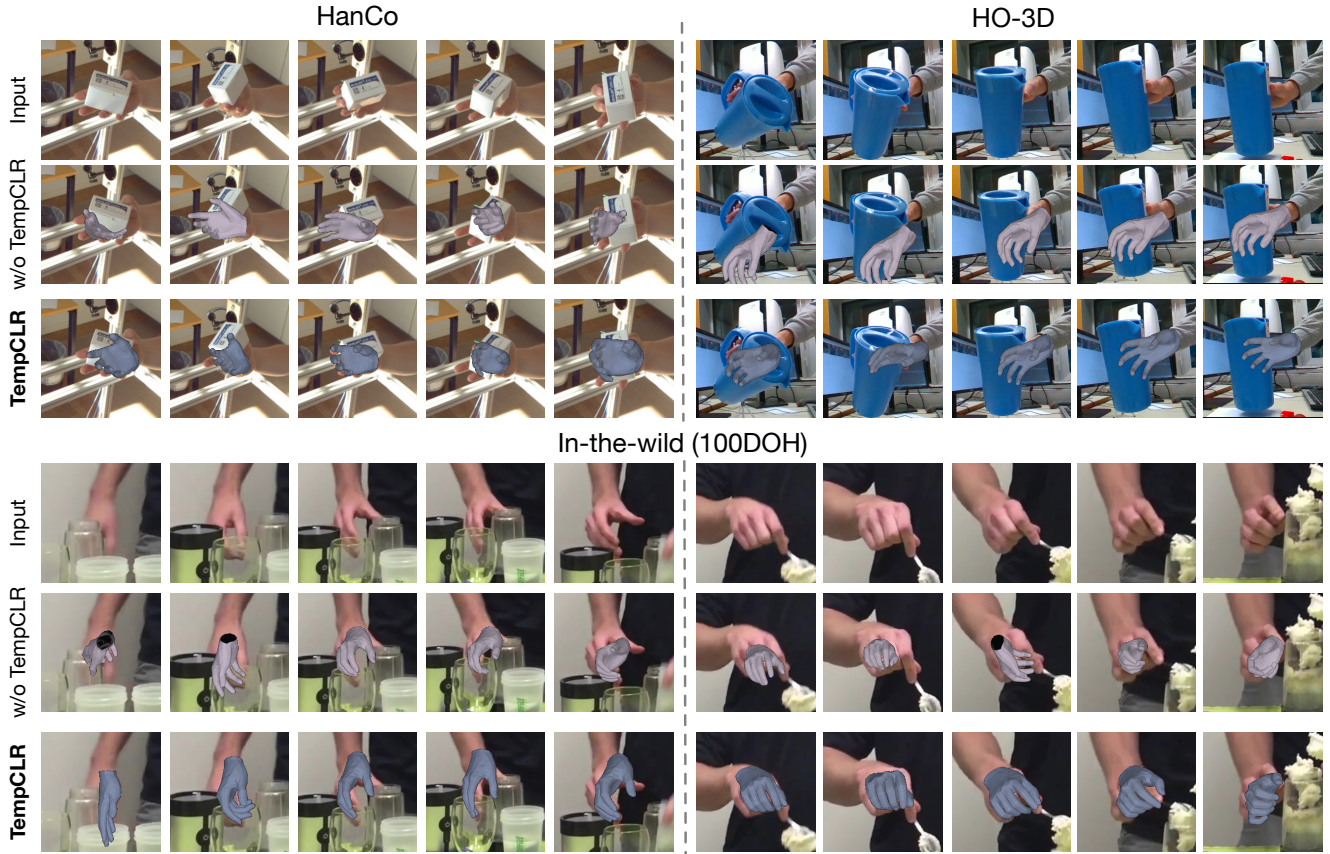 HanCo
HO-3D
Input
w/o TempCLR
TempCLR
In-the-wild (100DOH)
Input
w/o TempCLR
TempCLR